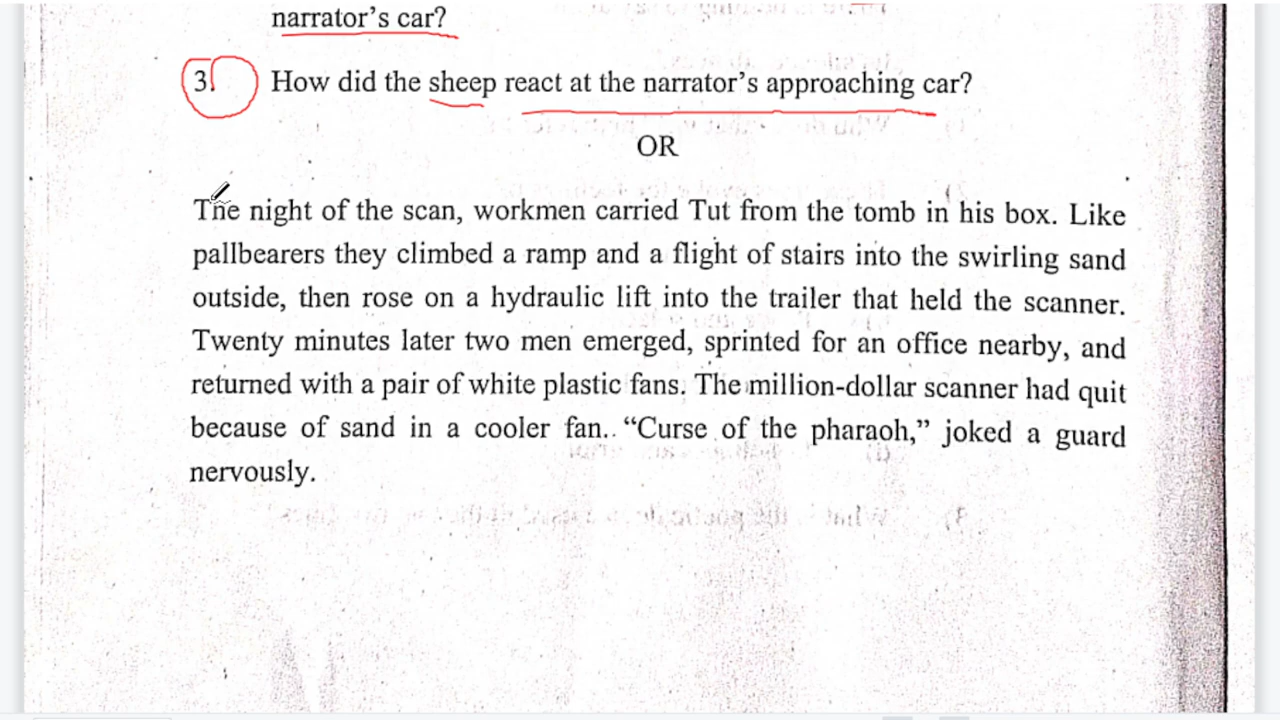 narrator's car?
3. How did the sheep react at the narrator's approaching car?
OR
The night of the scan, workmen carried Tut from the tomb in his box. Like
pallbearers they climbed a ramp and a flight of stairs into the swirling sand
outside, then rose on a hydraulic lift into the trailer that held the scanner.
Twenty minutes later two men emerged, sprinted for an office nearby, and
returned with a pair of white plastic fans. The million-dollar scanner had quit
because of sand in a cooler fan. “Curse of the pharaoh,” joked a guard
nervously.